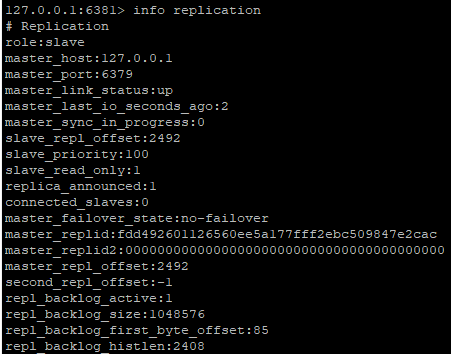 127.0.0.1:6381> info replication
# Replication
role:slave
master_host:127.0.0.1
master_port:6379
master_link_status:up
master_last_io_seconds_ago:2
master_sync_in_progress:0
slave_repl_offset:2492
slave_priority:100
slave_read_only:1
replica_announced:1
connected_slaves:0
master_failover_state:no-failover
master_replid:fdd492601126560ee5a177fff2ebc509847e2cac
master_replid2:0000000000000000000000000000000000000000
master_repl_offset:2492
second_repl_offset:-1
repl_backlog_active:1
repl_backlog_size:1048576
repl_backlog_first_byte_offset:85
repl_backlog_histlen:2408